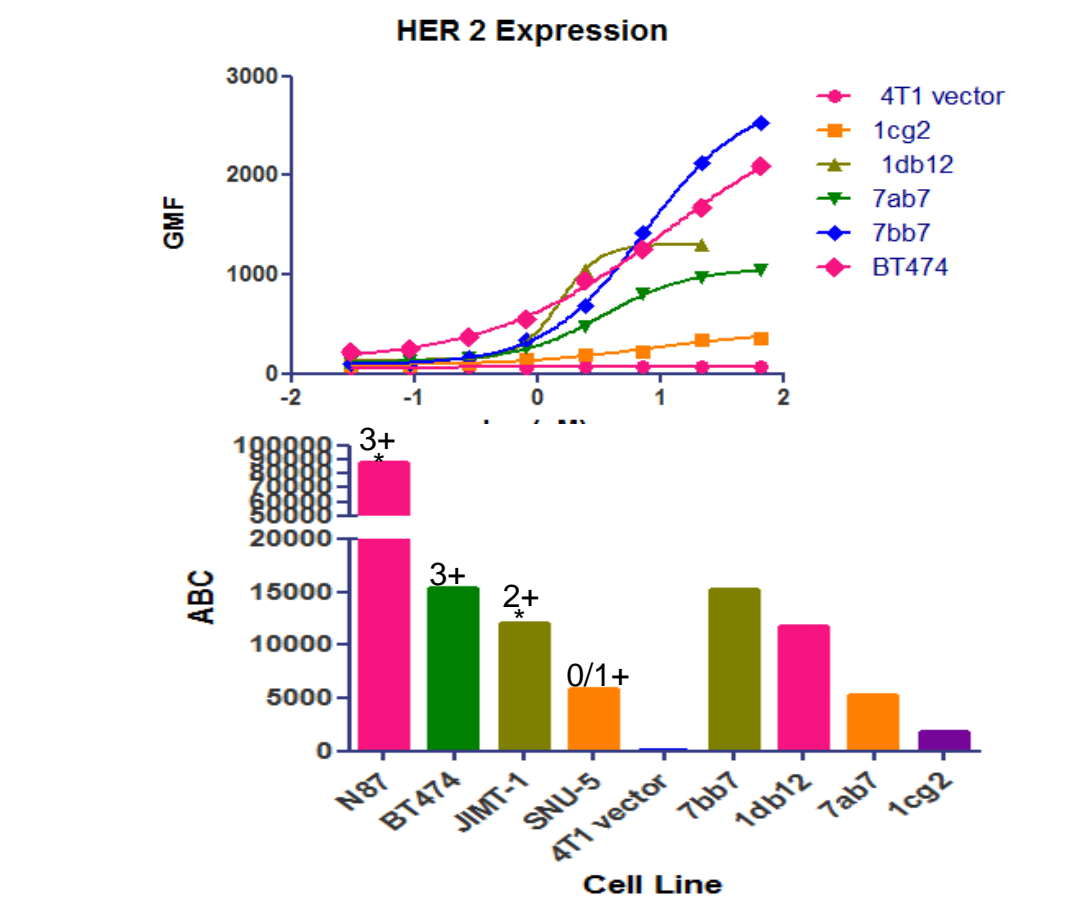 HER 2 Expression
3000
2000
1000
0
GMF
-2 -1 0 1 2
4T1 vector
1cg2
1db12
7ab7
7bb7
BT474
100000
90000
80000
70000
60000
50000
20000
15000
10000
5000
0
ABC
3+
*
3+
2+
*
0/1+
N87 BT474 JIMT-1 SNU-5 4T1 vector 7bb7 1db12 7ab7 1cg2
Cell Line